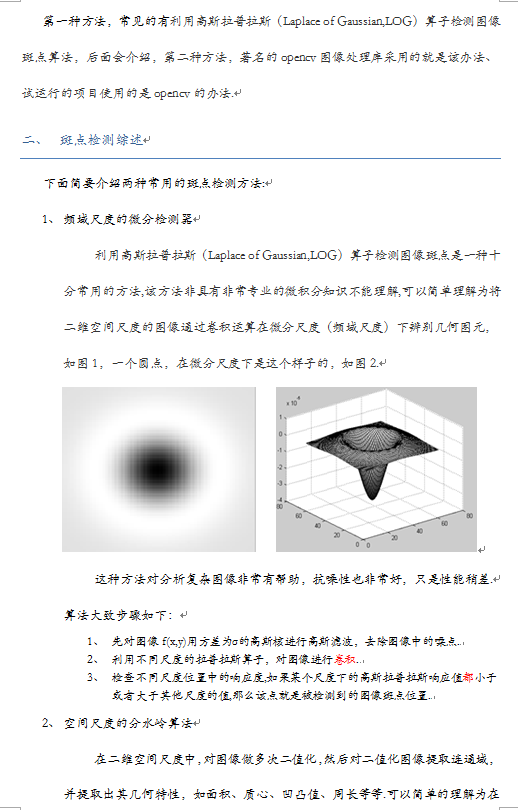 第一种方法，常见的有利用高斯拉普拉斯（Laplace of Gaussian,LOG）算子检测图像
斑点算法，后面会介绍，第二种方法，著名的 opencv 图像处理库采用的就是该办法、
试运行的项目使用的是 opencv 的办法.
二、 斑点检测综述
下面简要介绍两种常用的斑点检测方法:
1、 频域尺度的微分检测器
利用高斯拉普拉斯（Laplace of Gaussian,LOG）算子检测图像斑点是一种十
分常用的方法,该方法非具有非常专业的微积分知识不能理解,可以简单理解为将
二维空间尺度的图像通过卷积运算在微分尺度（频域尺度）下辨别几何图元，
如图 1，一个圆点，在微分尺度下是这个样子的，如图 2.
x 10
4
1
0
-1
-2
-3
-4
80
60
40
20
0
0
20
40
60
80
这种方法对分析复杂图像非常有帮助，抗噪性也非常好，只是性能稍差.
算法大致步骤如下：
1、 先对图像 f(x,y)用方差为σ的高斯核进行高斯滤波，去除图像中的噪点.
2、 利用不同尺度的拉普拉斯算子，对图像进行卷积.
3、 检查不同尺度位置中的响应度,如果某个尺度下的高斯拉普拉斯响应值都小于
或者大于其他尺度的值,那么该点就是被检测到的图像斑点位置.
2、 空间尺度的分水岭算法
在二维空间尺度中,对图像做多次二值化,然后对二值化图像提取连通域，
并提取出其几何特性，如面积、质心、凹凸值、周长等等.可以简单的理解为在